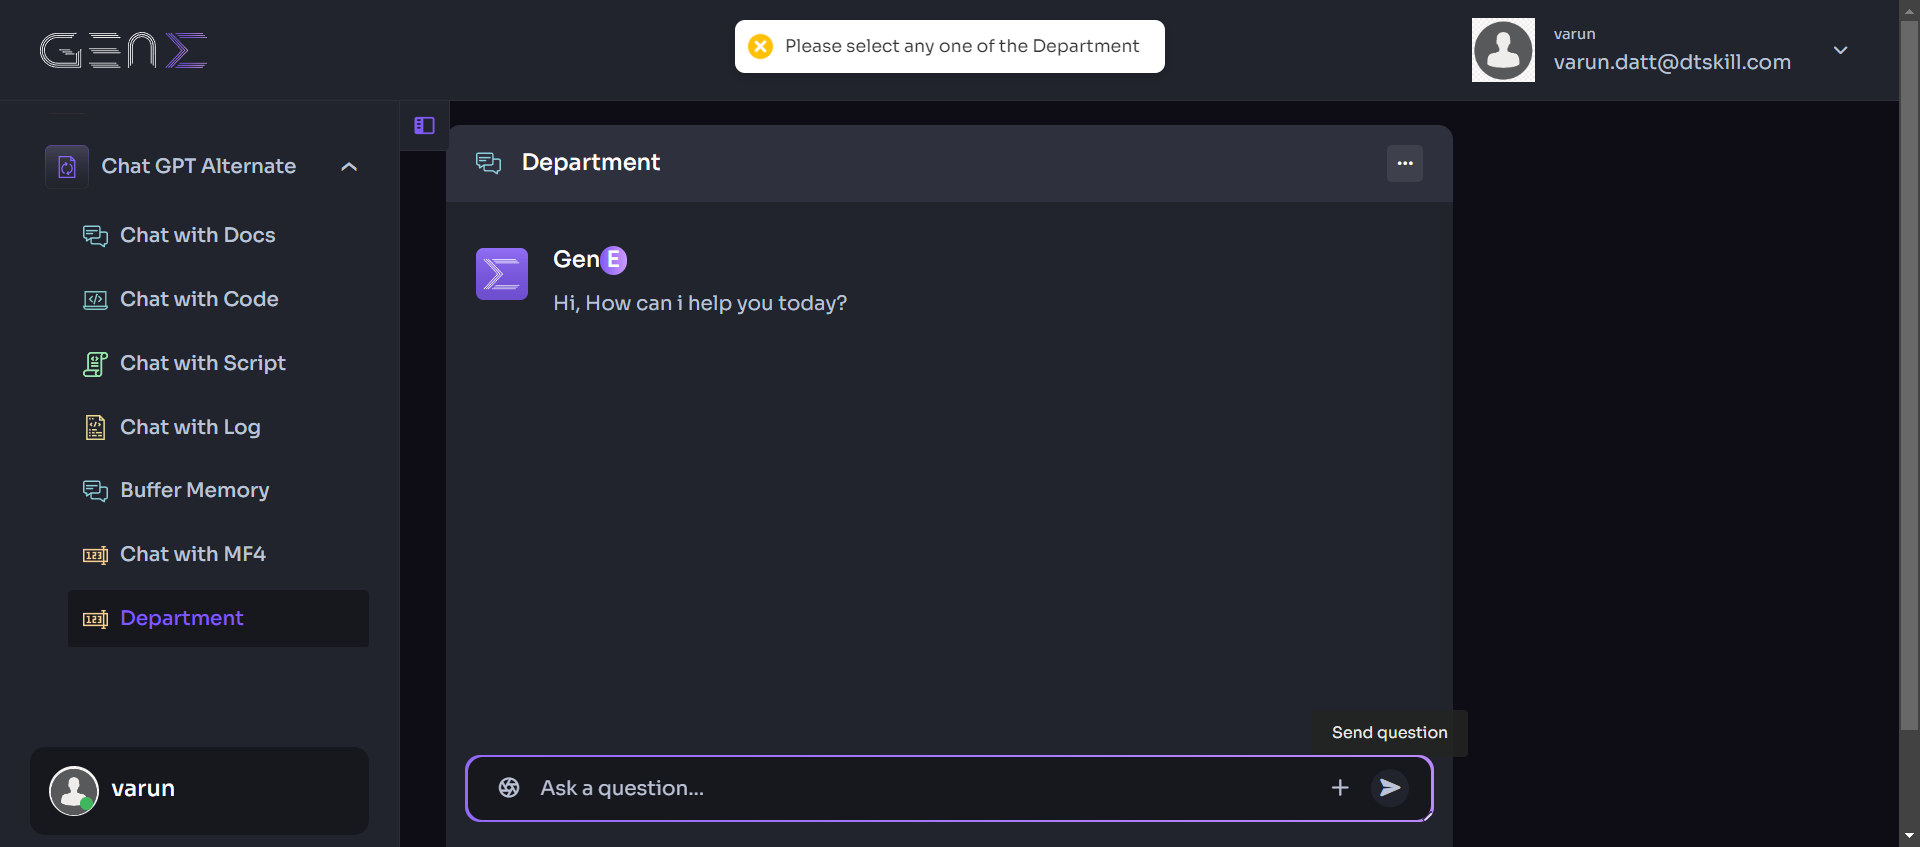 GENΣ
Please select any one of the Department
varun
varun.datt@dtskill.com
Chat GPT Alternate
Chat with Docs
Chat with Code
Chat with Script
Chat with Log
Buffer Memory
Chat with MF4
Department
varun
Department
GenE
Hi, How can i help you today?
Send question
Ask a question...